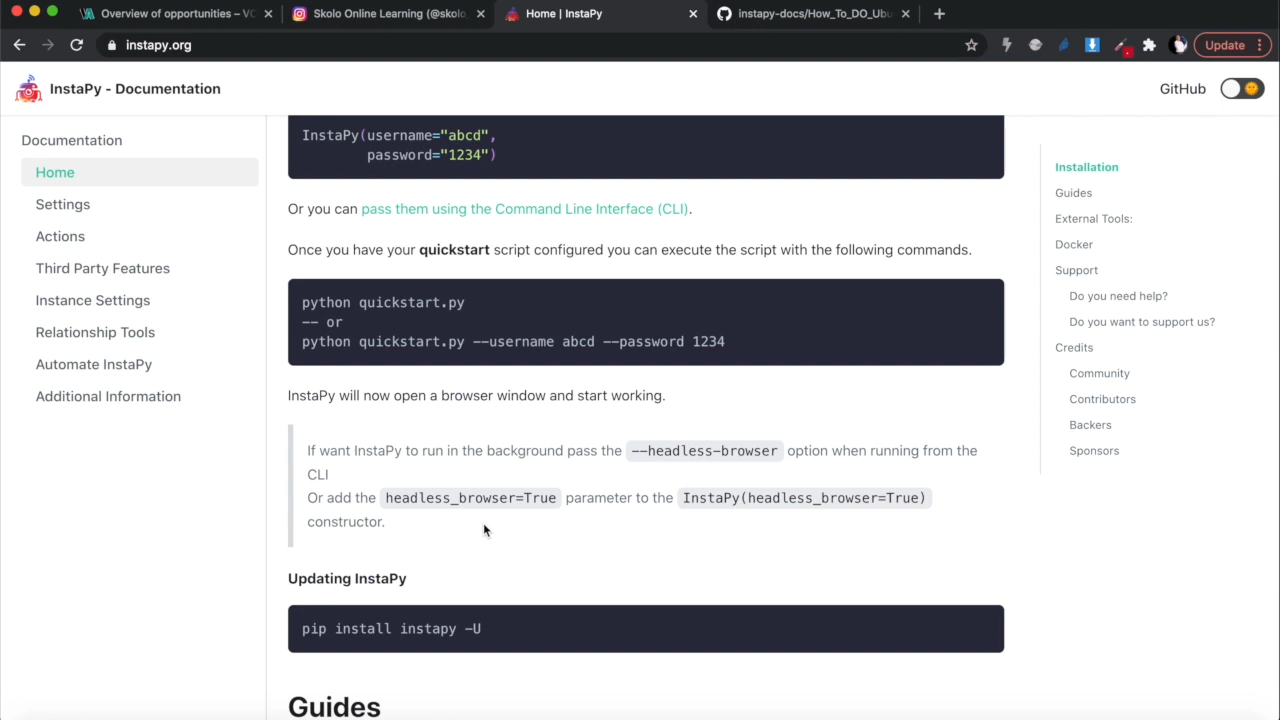 Overview of opportunities – VC
Skolo Online Learning (@skolo_
Home | InstaPy
instapy-docs/How_To_DO_Ubu
instapy.org
Update
InstaPy - Documentation
GitHub
Documentation
Home
Settings
Actions
Third Party Features
Instance Settings
Relationship Tools
Automate InstaPy
Additional Information
InstaPy(username="abcd",
password="1234")
Or you can pass them using the Command Line Interface (CLI).
Once you have your quickstart script configured you can execute the script with the following commands.
python quickstart.py
-- or
python quickstart.py --username abcd --password 1234
InstaPy will now open a browser window and start working.
If want InstaPy to run in the background pass the --headless-browser option when running from the
CLI
Or add the headless_browser=True parameter to the InstaPy(headless_browser=True)
constructor.
Updating InstaPy
pip install instapy -U
Guides
Installation
Guides
External Tools:
Docker
Support
Do you need help?
Do you want to support us?
Credits
Community
Contributors
Backers
Sponsors